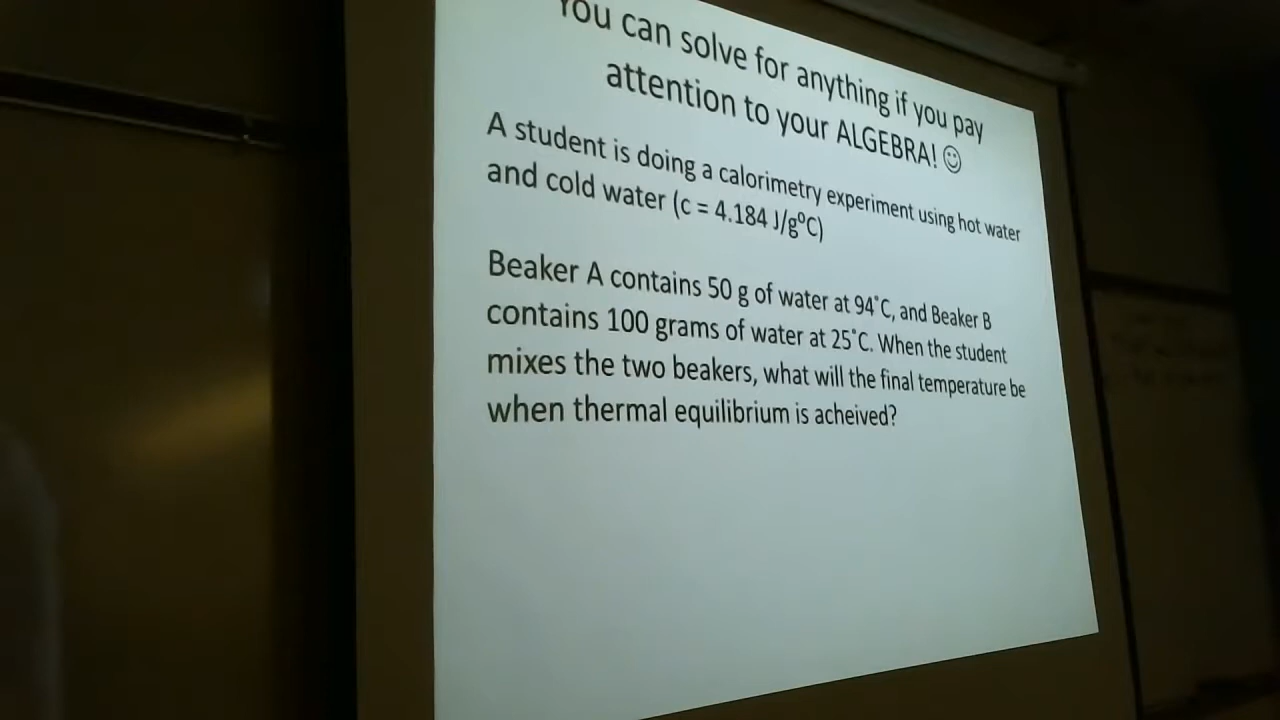 You can solve for anything if you pay
attention to your ALGEBRA! ☺
A student is doing a calorimetry experiment using hot water
and cold water (c = 4.184 J/gºC)
Beaker A contains 50 g of water at 94˚C, and Beaker B
contains 100 grams of water at 25˚C. When the student
mixes the two beakers, what will the final temperature be
when thermal equilibrium is acheived?